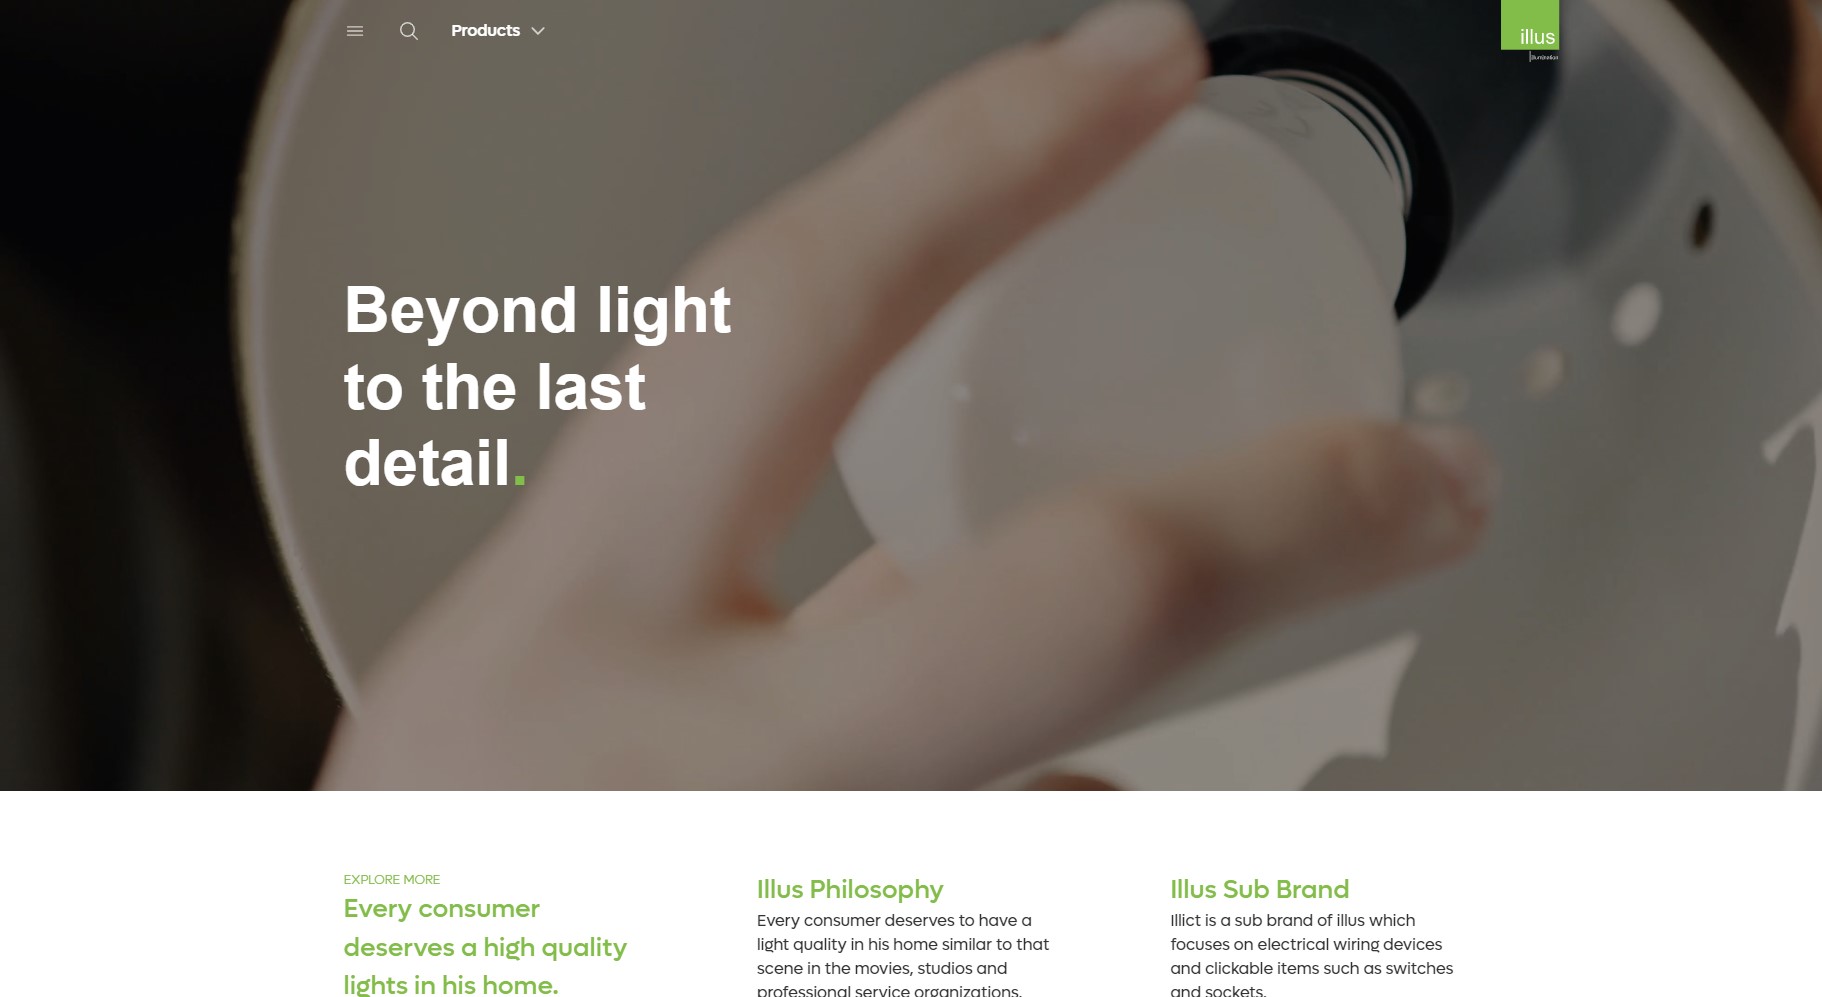 Products
illus
illumination
Beyond light
to the last
detail.
EXPLORE MORE
Every consumer
deserves a high quality
lights in his home.
Illus Philosophy
Every consumer deserves to have a
light quality in his home similar to that
scene in the movies, studios and
professional service organizations.
Illus Sub Brand
Illict is a sub brand of illus which
focuses on electrical wiring devices
and clickable items such as switches
and sockets.